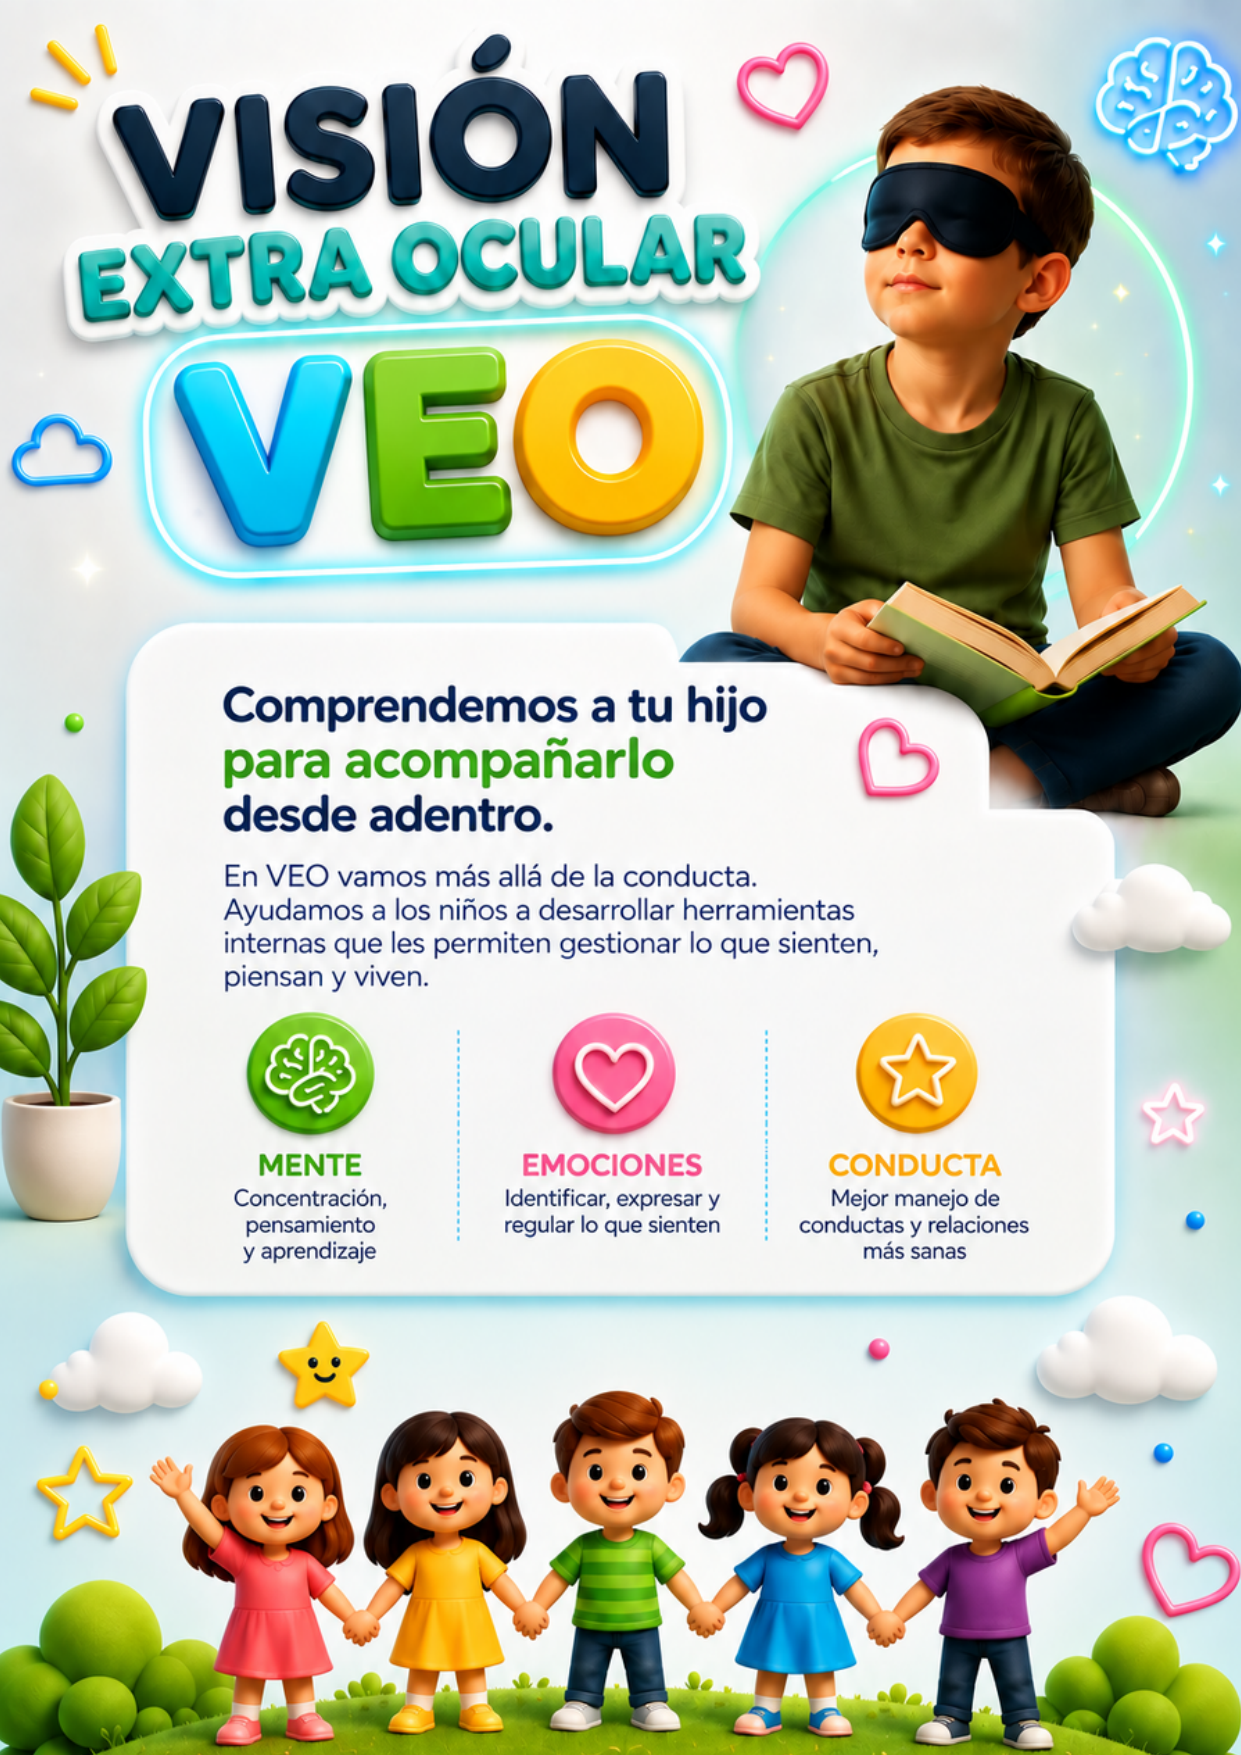 VISIÓN
EXTRA OCULAR
VEO
Comprendemos a tu hijo
para acompañarlo
desde adentro.
En VEO vamos más allá de la conducta.
Ayudamos a los niños a desarrollar herramientas
internas que les permiten gestionar lo que sienten,
piensan y viven.
MENTE
Concentración,
pensamiento
y aprendizaje
EMOCIONES
Identificar, expresar y
regular lo que sienten
CONDUCTA
Mejor manejo de
conductas y relaciones
más sanas